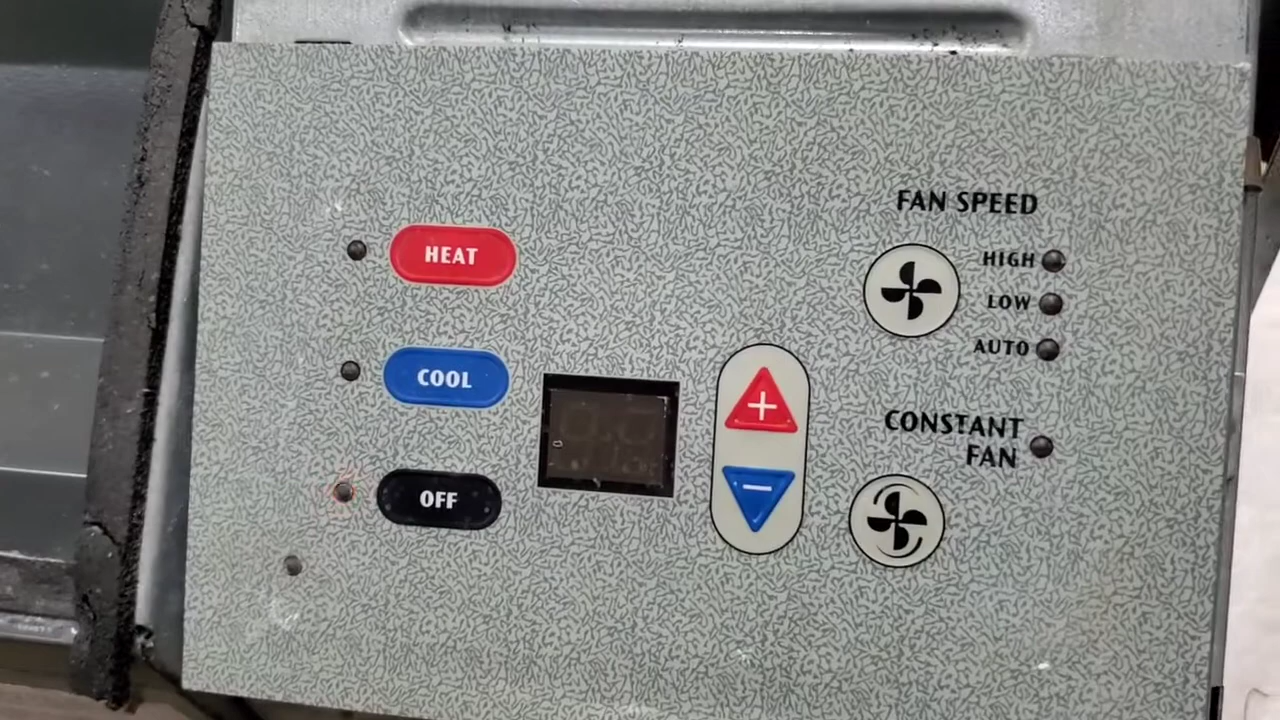 HEAT
COOL
OFF
+
−
FAN SPEED
HIGH
LOW
AUTO
CONSTANT
FAN